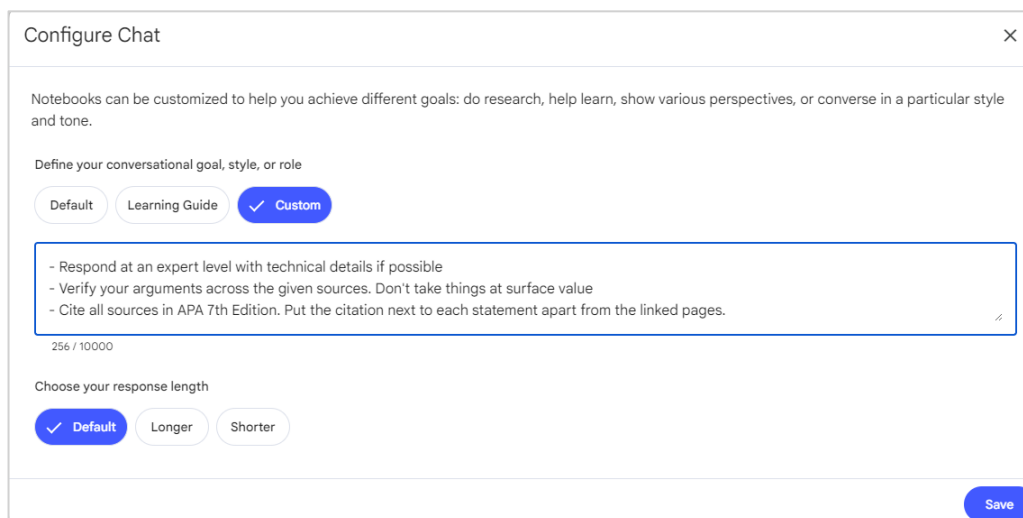 Configure Chat
Notebooks can be customized to help you achieve different goals: do research, help learn, show various perspectives, or converse in a particular style
and tone.
Define your conversational goal, style, or role
Default
Learning Guide
Custom
- Respond at an expert level with technical details if possible
- Verify your arguments across the given sources. Don't take things at surface value
- Cite all sources in APA 7th Edition. Put the citation next to each statement apart from the linked pages.
256 / 10000
Choose your response length
Default
Longer
Shorter
Save